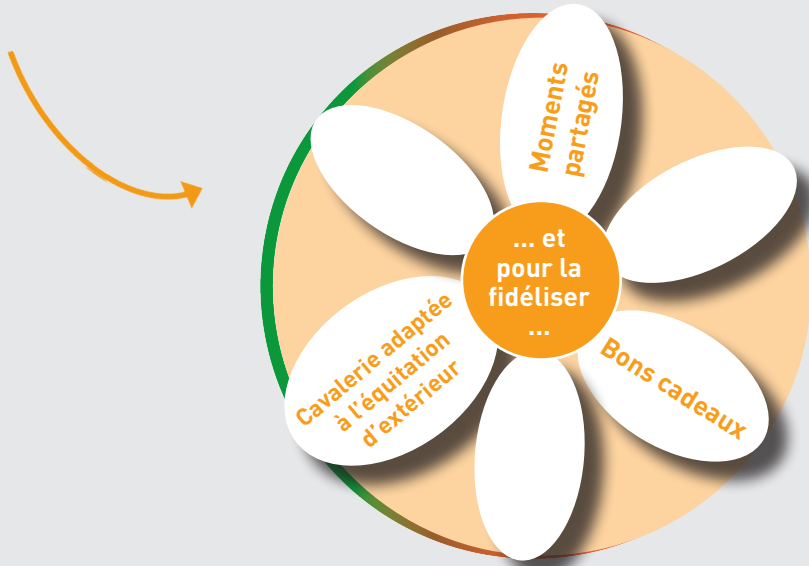 Moments
partagés
... et
pour la
fidéliser
...
Cavalerie adaptée
à l'équitation
d'extérieur
Bons cadeaux